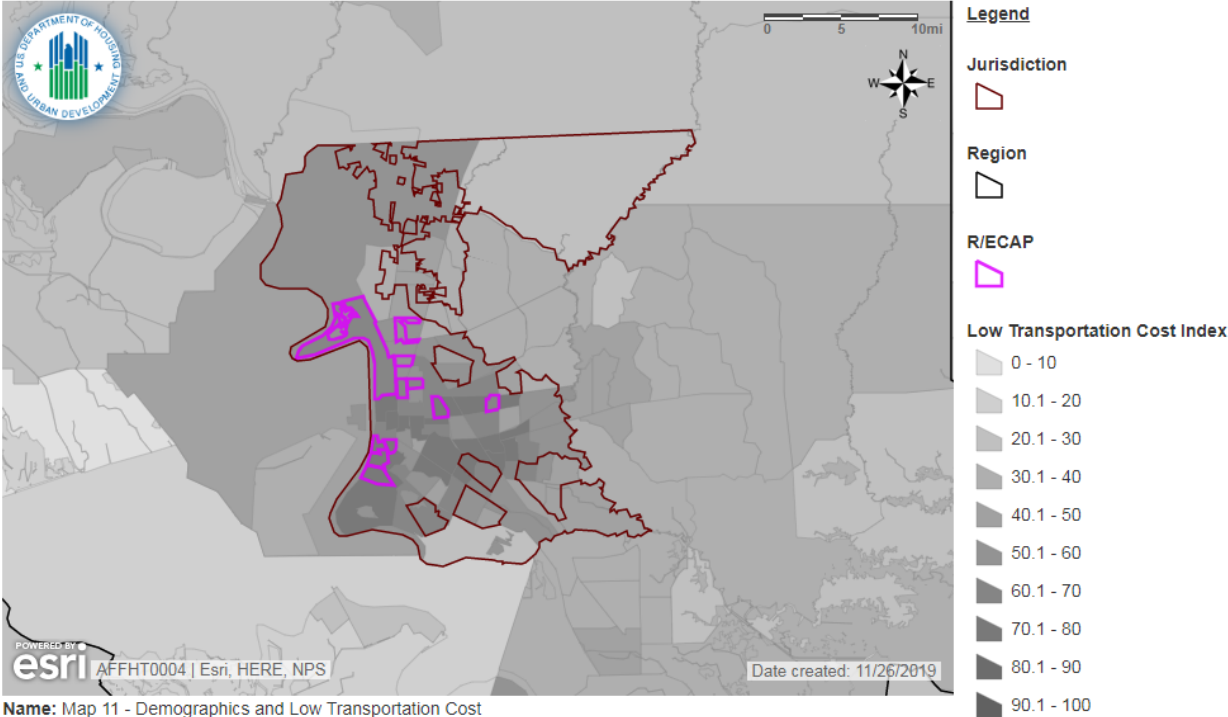 U.S. DEPARTMENT OF HOUSING
AND URBAN DEVELOPMENT
0 5 10mi
N
W E
S
POWERED BY
esri
AFFHT0004 | Esri, HERE, NPS
Date created: 11/26/2019
Name: Map 11 - Demographics and Low Transportation Cost
Legend
Jurisdiction
Region
R/ECAP
Low Transportation Cost Index
0 - 10
10.1 - 20
20.1 - 30
30.1 - 40
40.1 - 50
50.1 - 60
60.1 - 70
70.1 - 80
80.1 - 90
90.1 - 100